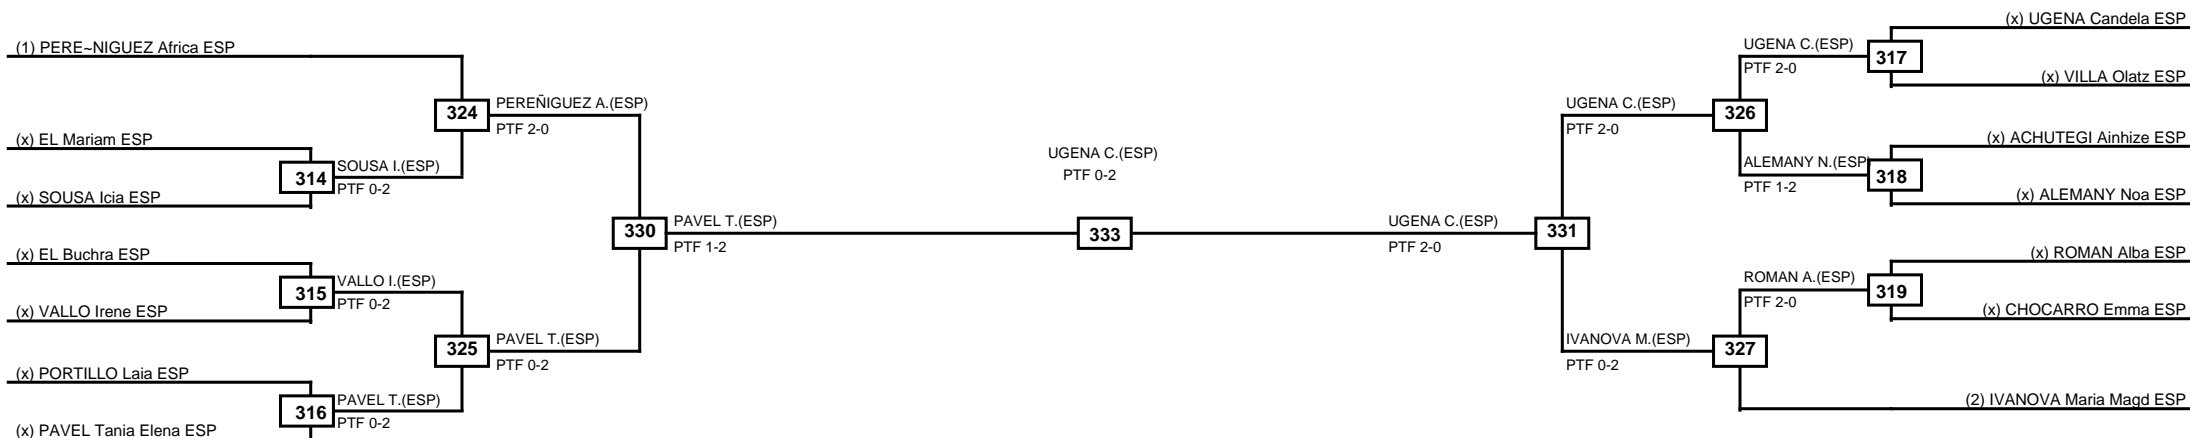 (1) PERE~NIGUEZ Africa ESP
(x) EL Mariam ESP
(x) SOUSA Icia ESP
(x) EL Buchra ESP
(x) VALLO Irene ESP
(x) PORTILLO Laia ESP
(x) PAVEL Tania Elena ESP
314
SOUSA I.(ESP)
PTF 0-2
315
VALLO I.(ESP)
PTF 0-2
316
PAVEL T.(ESP)
PTF 0-2
324
PEREÑIGUEZ A.(ESP)
PTF 2-0
325
PAVEL T.(ESP)
PTF 0-2
330
PAVEL T.(ESP)
PTF 1-2
UGENA C.(ESP)
PTF 0-2
333
UGENA C.(ESP)
PTF 2-0
331
UGENA C.(ESP)
PTF 2-0
326
IVANOVA M.(ESP)
PTF 0-2
327
UGENA C.(ESP)
PTF 2-0
317
ALEMANY N.(ESP)
PTF 1-2
318
ROMAN A.(ESP)
PTF 2-0
319
(x) UGENA Candela ESP
(x) VILLA Olatz ESP
(x) ACHUTEGI Ainhize ESP
(x) ALEMANY Noa ESP
(x) ROMAN Alba ESP
(x) CHOCARRO Emma ESP
(2) IVANOVA Maria Magd ESP